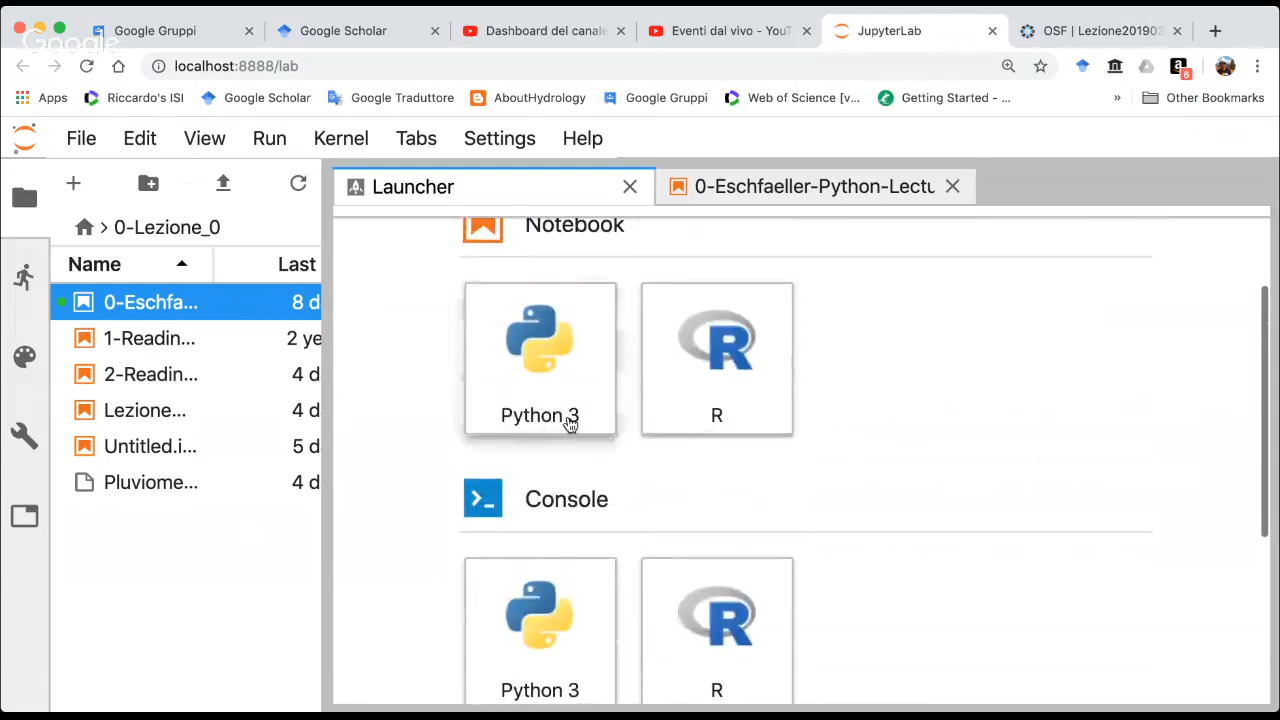 Google
Google Gruppi
Google Scholar
Dashboard del canale
Eventi dal vivo - YouT
JupyterLab
OSF | Lezione201903
localhost:8888/lab
6
Apps
Riccardo's ISI
Google Scholar
Google Traduttore
AboutHydrology
Google Gruppi
Web of Science [v...
Getting Started - ...
»
Other Bookmarks
File
Edit
View
Run
Kernel
Tabs
Settings
Help
Launcher
0-Eschfaeller-Python-Lectu
0-Lezione_0
Name
Last
0-Eschfa...
8 d
1-Readin...
2 ye
2-Readin...
4 d
Lezione...
4 d
Untitled.i...
5 d
Pluviome...
4 d
Notebook
Python 3
R
Console
Python 3
R